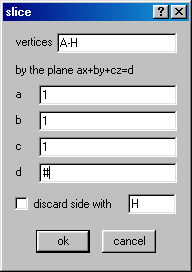 slice
vertices A-H
by the plane ax+by+cz=d
a 1
b 1
c 1
d #
discard side with H
ok cancel